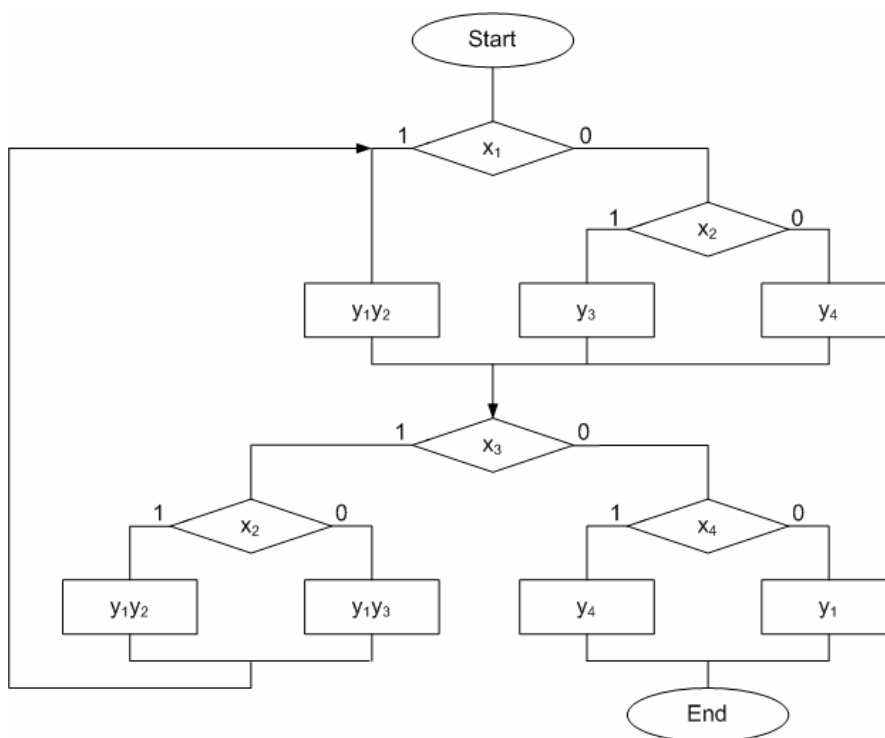 Start
1 x₁ 0
1 x₂ 0
y₁y₂ y₃ y₄
1 x₃ 0
1 x₂ 0 1 x₄ 0
y₁y₂ y₁y₃ y₄ y₁
End